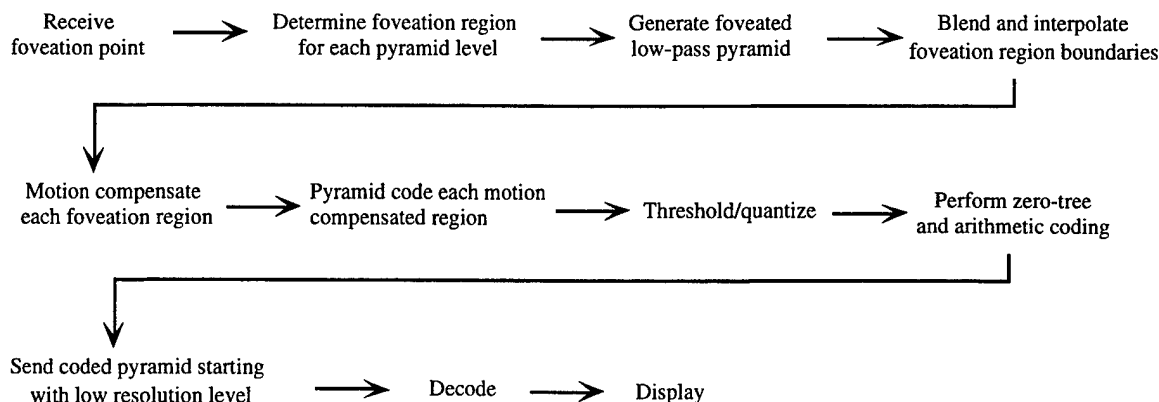 Receive
foveation point
Determine foveation region
for each pyramid level
Generate foveated
low-pass pyramid
Blend and interpolate
foveation region boundaries
Motion compensate
each foveation region
Pyramid code each motion
compensated region
Threshold/quantize
Perform zero-tree
and arithmetic coding
Send coded pyramid starting
with low resolution level
Decode
Display